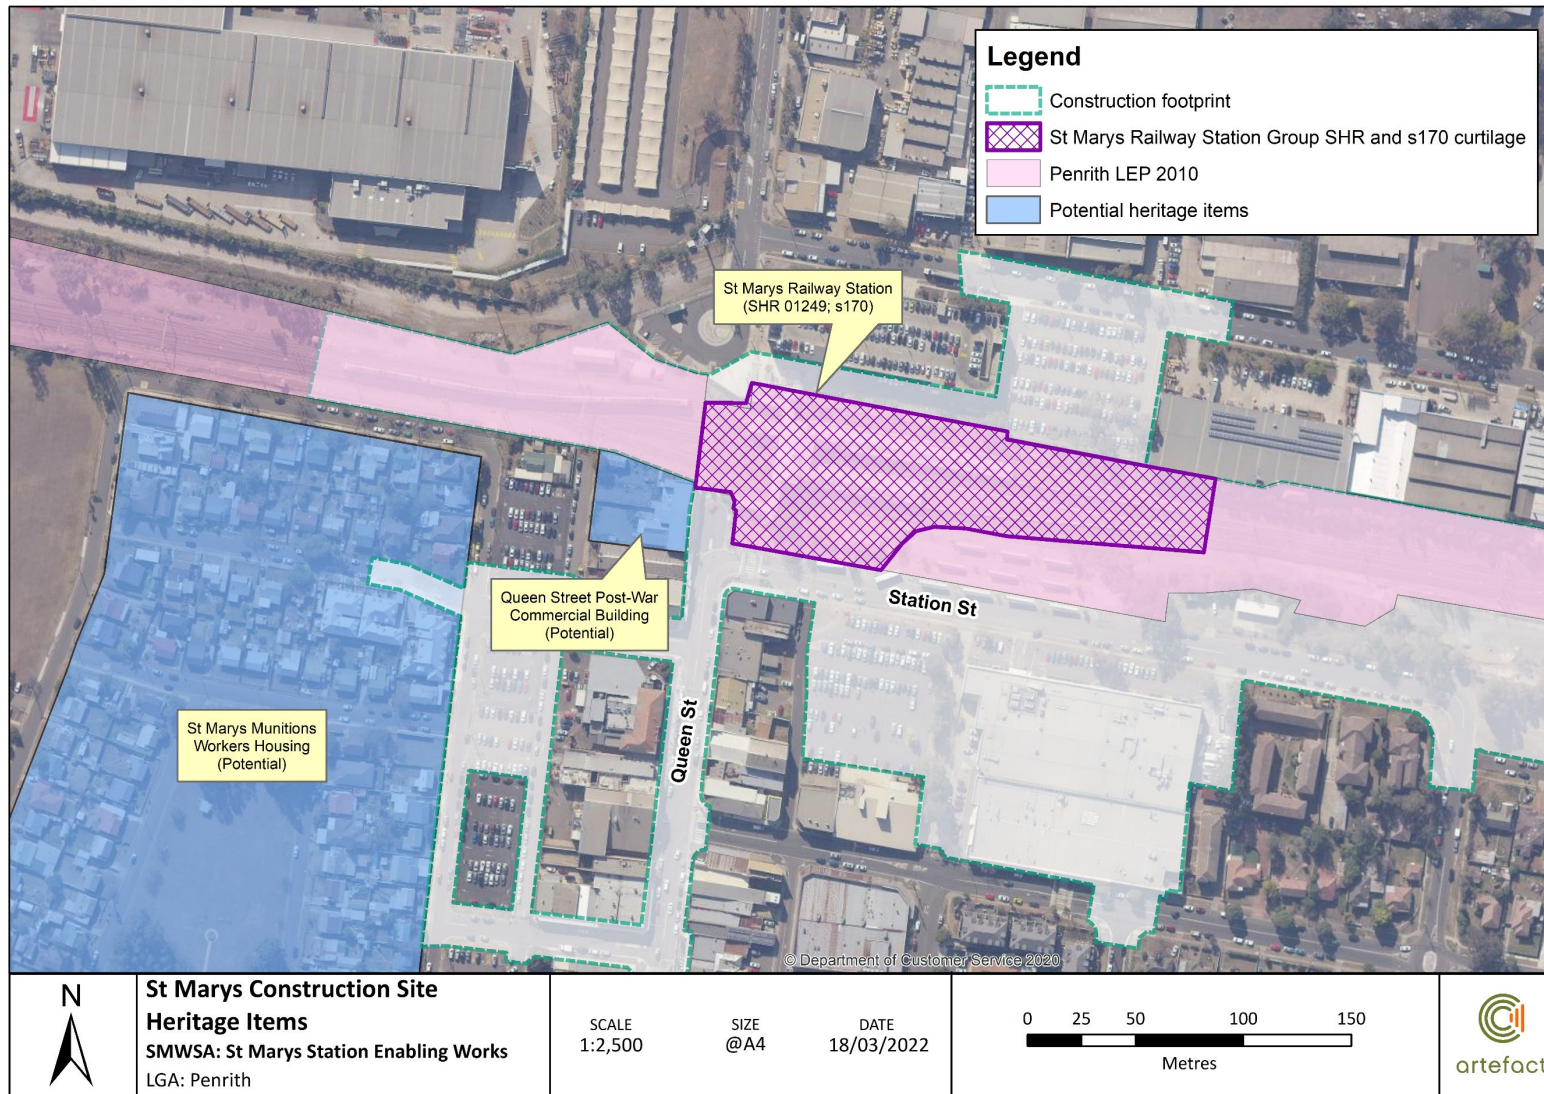 Legend
Construction footprint
St Marys Railway Station Group SHR and s170 curtilage
Penrith LEP 2010
Potential heritage items
St Marys Railway Station
(SHR 01249; s170)
Queen Street Post-War
Commercial Building
(Potential)
Station St
St Marys Munitions
Workers Housing
(Potential)
Queen St
© Department of Customer Service 2020
N
St Marys Construction Site
Heritage Items
SMWSA: St Marys Station Enabling Works
LGA: Penrith
SCALE
1:2,500
SIZE
@A4
DATE
18/03/2022
0 25 50 100 150
Metres
artefact